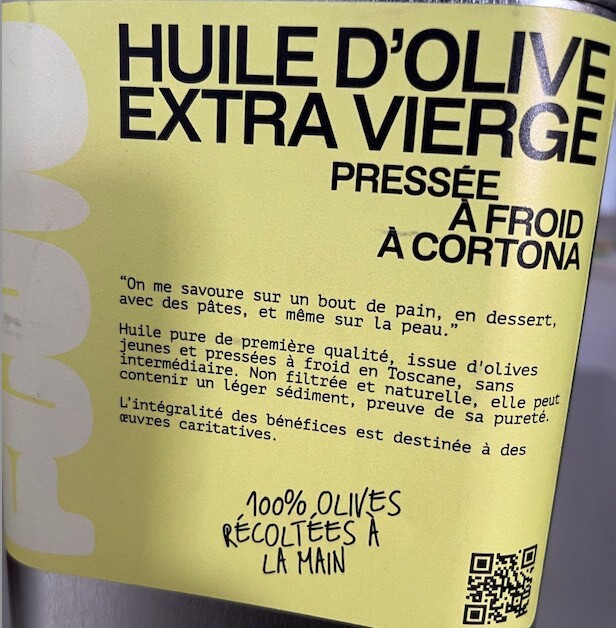 HUILE D'OLIVE
EXTRA VIERGE
PRESSÉE
À FROID
À CORTONA
“On me savoure sur un bout de pain, en dessert,
avec des pâtes, et même sur la peau.”
Huile pure de première qualité, issue d'olives
jeunes et pressées à froid en Toscane, sans
intermédiaire. Non filtrée et naturelle, elle peut
contenir un léger sédiment, preuve de sa pureté.
L'intégralité des bénéfices est destinée à des
œuvres caritatives.
100% OLIVES
RÉCOLTÉES À
LA MAIN